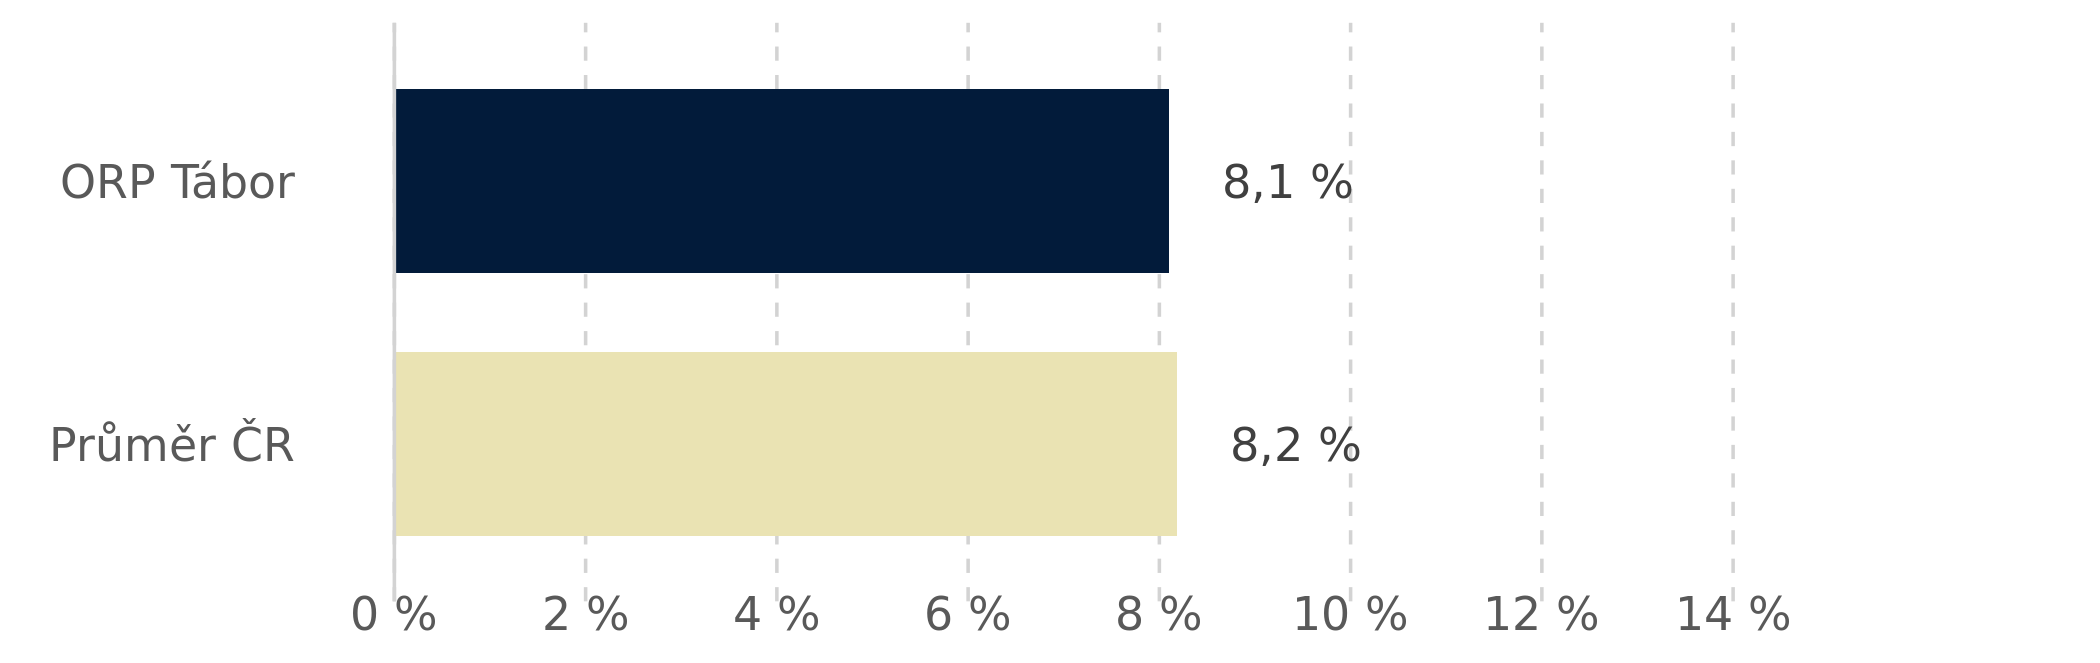 ORP Tábor 8,1 %
Průměr ČR 8,2 %
0 % 2 % 4 % 6 % 8 % 10 % 12 % 14 %